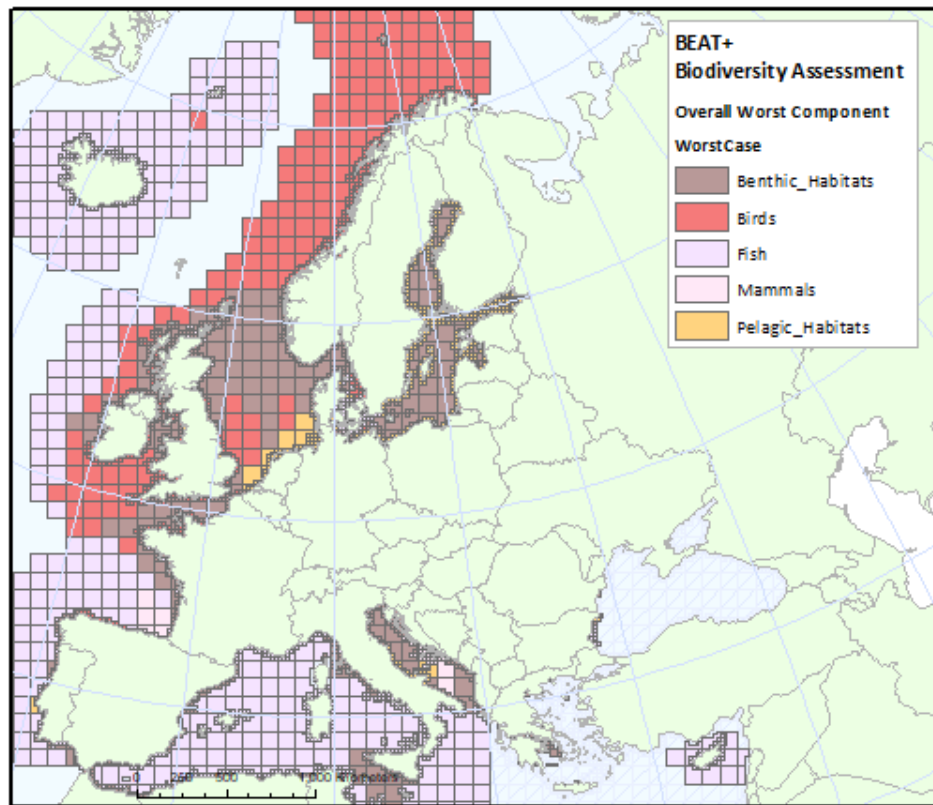 BEAT+
Biodiversity Assessment
Overall Worst Component
WorstCase
Benthic_Habitats
Birds
Fish
Mammals
Pelagic_Habitats
0 250 500 1,000 Kilometers